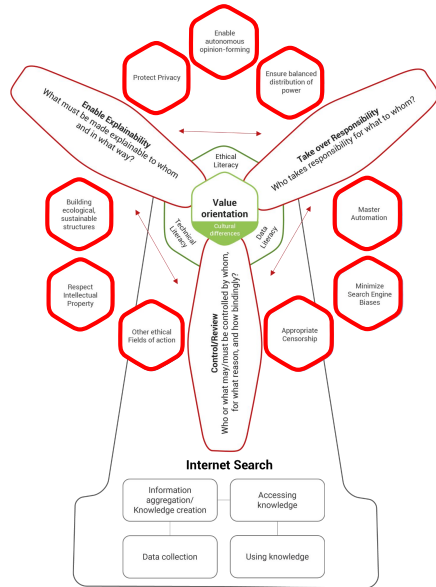 Enable
autonomous
opinion-forming
Protect Privacy
Ensure balanced
distribution of
power
Enable Explainability
What must be made explainable to whom
and in what way?
Take over Responsibility
Who takes responsibility for what to whom?
Ethical
Literacy
Building
ecological,
sustainable
structures
Value
orientation
Cultural
differences
Technical
Literacy
Data
Literacy
Master
Automation
Respect
Intellectual
Property
Minimize
Search Engine
Biases
Other ethical
Fields of action
Control/Review
Who or what may/must be controlled by whom,
for what reason, and how bindingly?
Appropriate
Censorship
Internet Search
Information
aggregation/
Knowledge creation
Accessing
knowledge
Data collection
Using knowledge